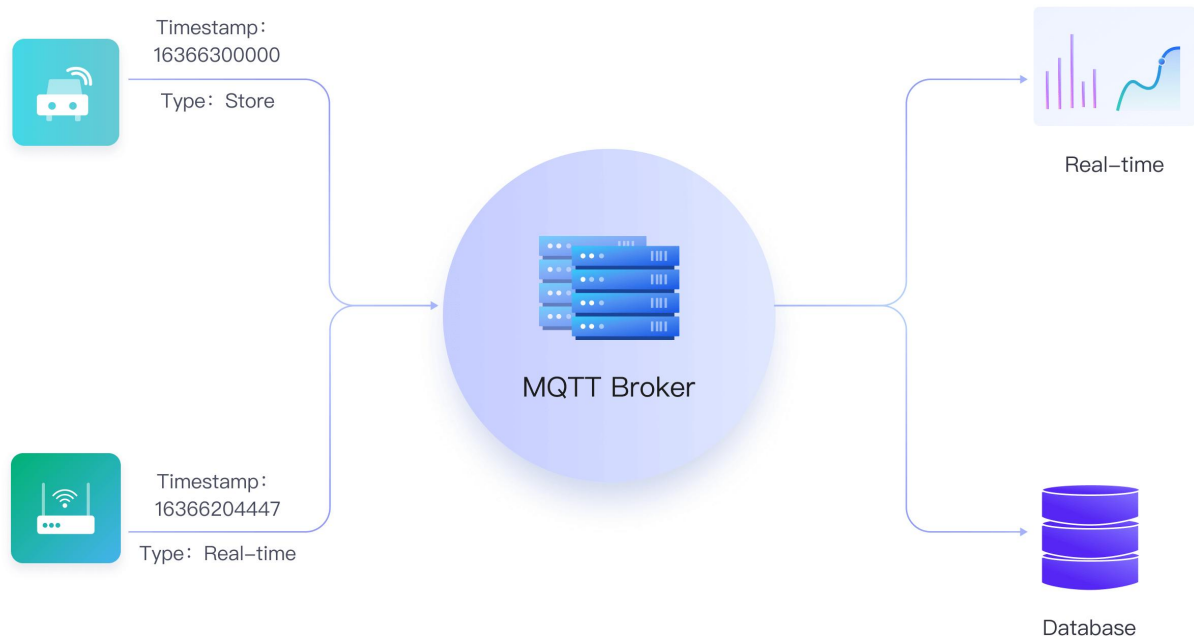 Timestamp:
16366300000
Type: Store
Real-time
MQTT Broker
Timestamp:
16366204447
Type: Real-time
Database